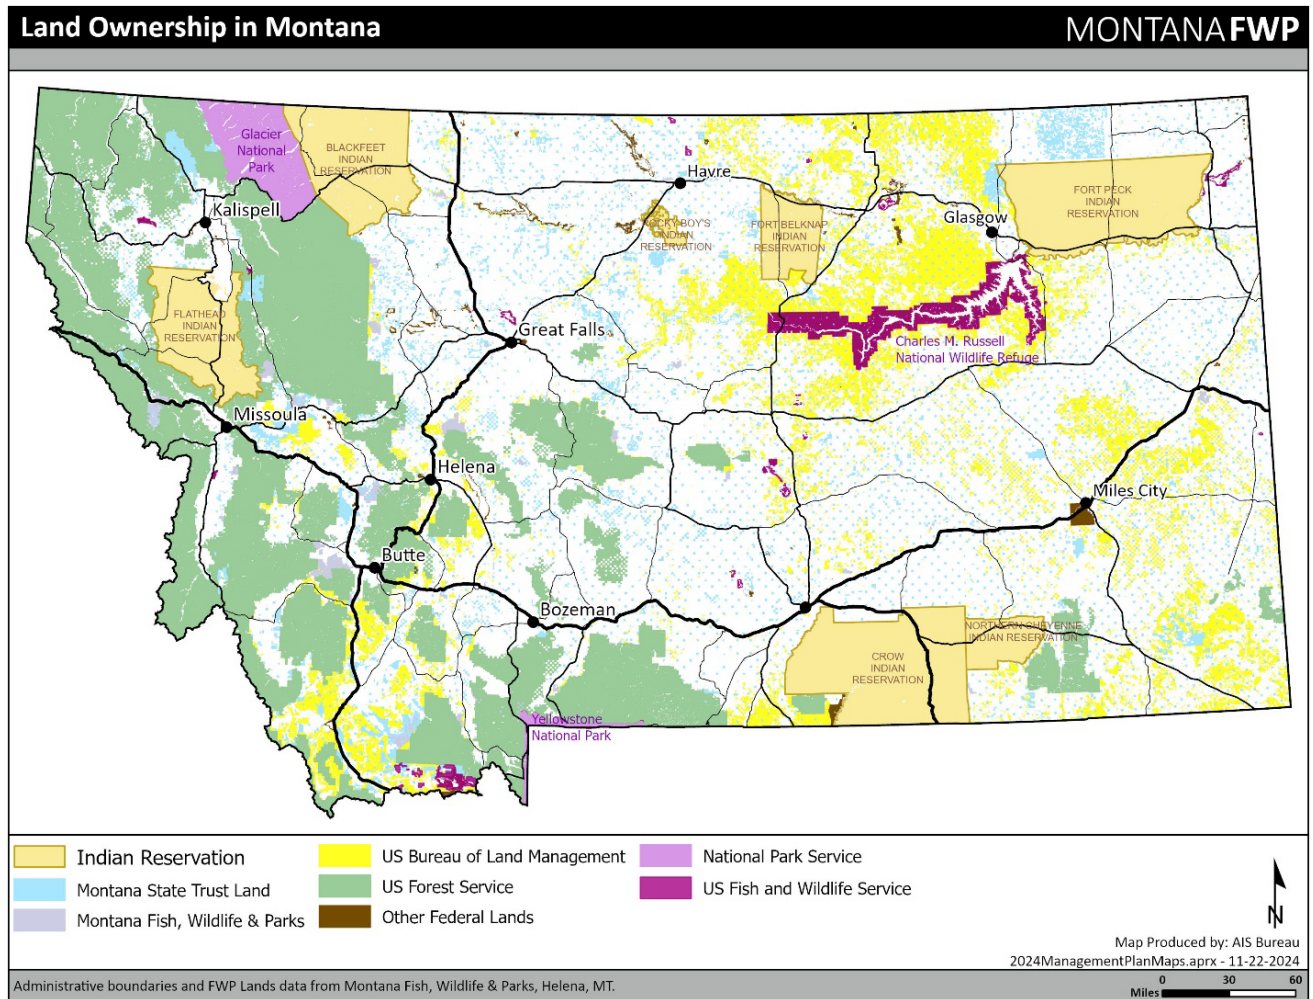 Land Ownership in Montana
MONTANA FWP
Glacier
National
Park
BLACKFEET
INDIAN
RESERVATION
Havre
Kalispell
ROCKY BOY'S
INDIAN
RESERVATION
FORT BELKNAP
INDIAN
RESERVATION
Glasgow
FORT PECK
INDIAN
RESERVATION
FLATHEAD
INDIAN
RESERVATION
Great Falls
Charles M. Russell
National Wildlife Refuge
Missoula
Helena
Miles City
Butte
Bozeman
NORTHERN CHEYENNE
INDIAN RESERVATION
CROW
INDIAN
RESERVATION
Yellowstone
National Park
Indian Reservation
Montana State Trust Land
Montana Fish, Wildlife & Parks
US Bureau of Land Management
US Forest Service
Other Federal Lands
National Park Service
US Fish and Wildlife Service
N
Map Produced by: AIS Bureau
2024ManagementPlanMaps.aprx - 11-22-2024
Administrative boundaries and FWP Lands data from Montana Fish, Wildlife & Parks, Helena, MT.
0 30 60
Miles